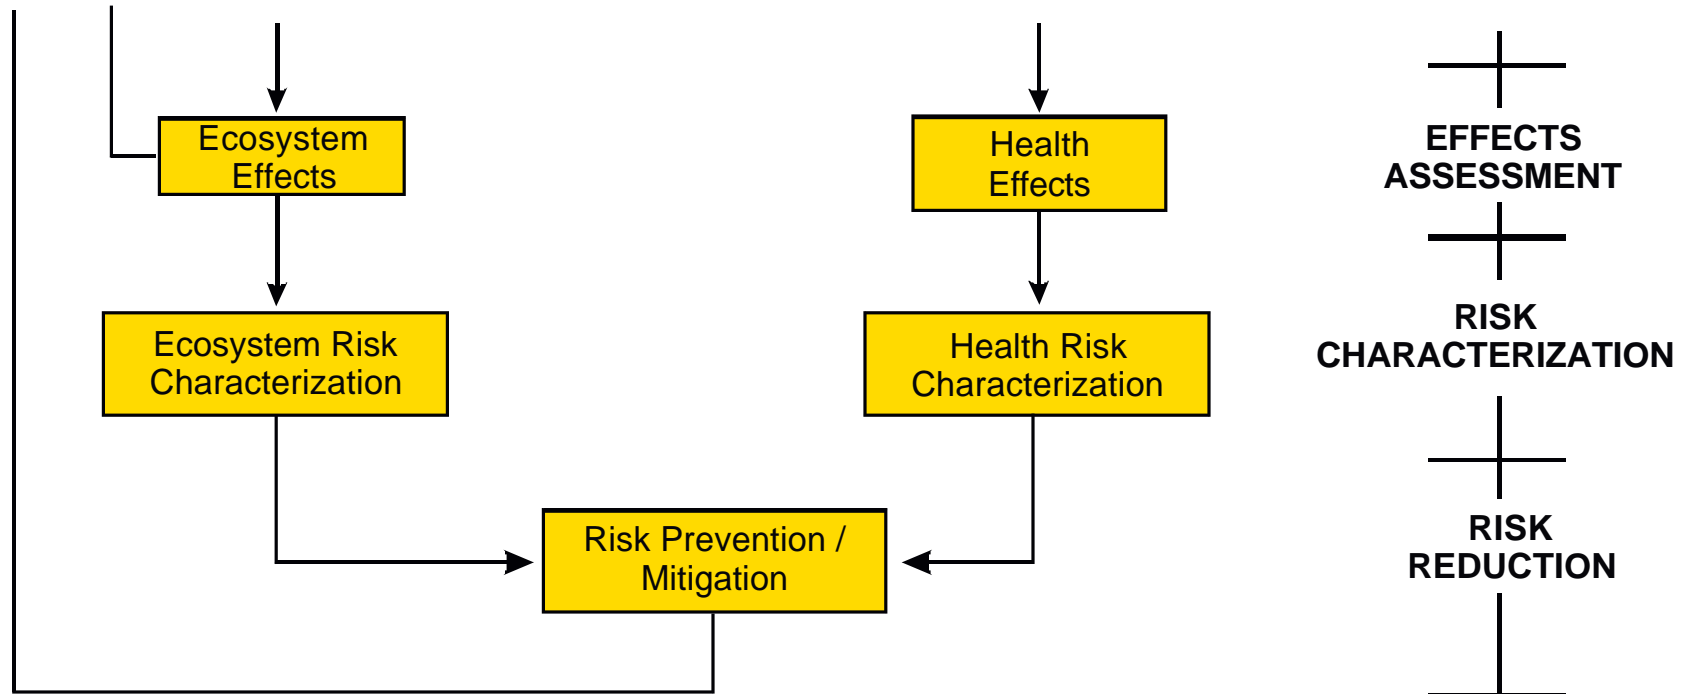 Ecosystem
Effects
Health
Effects
EFFECTS
ASSESSMENT
Ecosystem Risk
Characterization
Health Risk
Characterization
RISK
CHARACTERIZATION
Risk Prevention /
Mitigation
RISK
REDUCTION